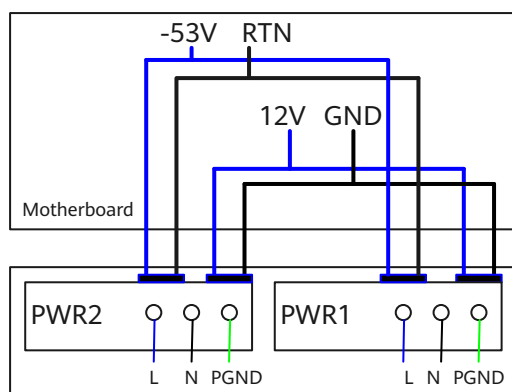 -53V RTN
12V GND
Motherboard
PWR2 PWR1
L N PGND L N PGND